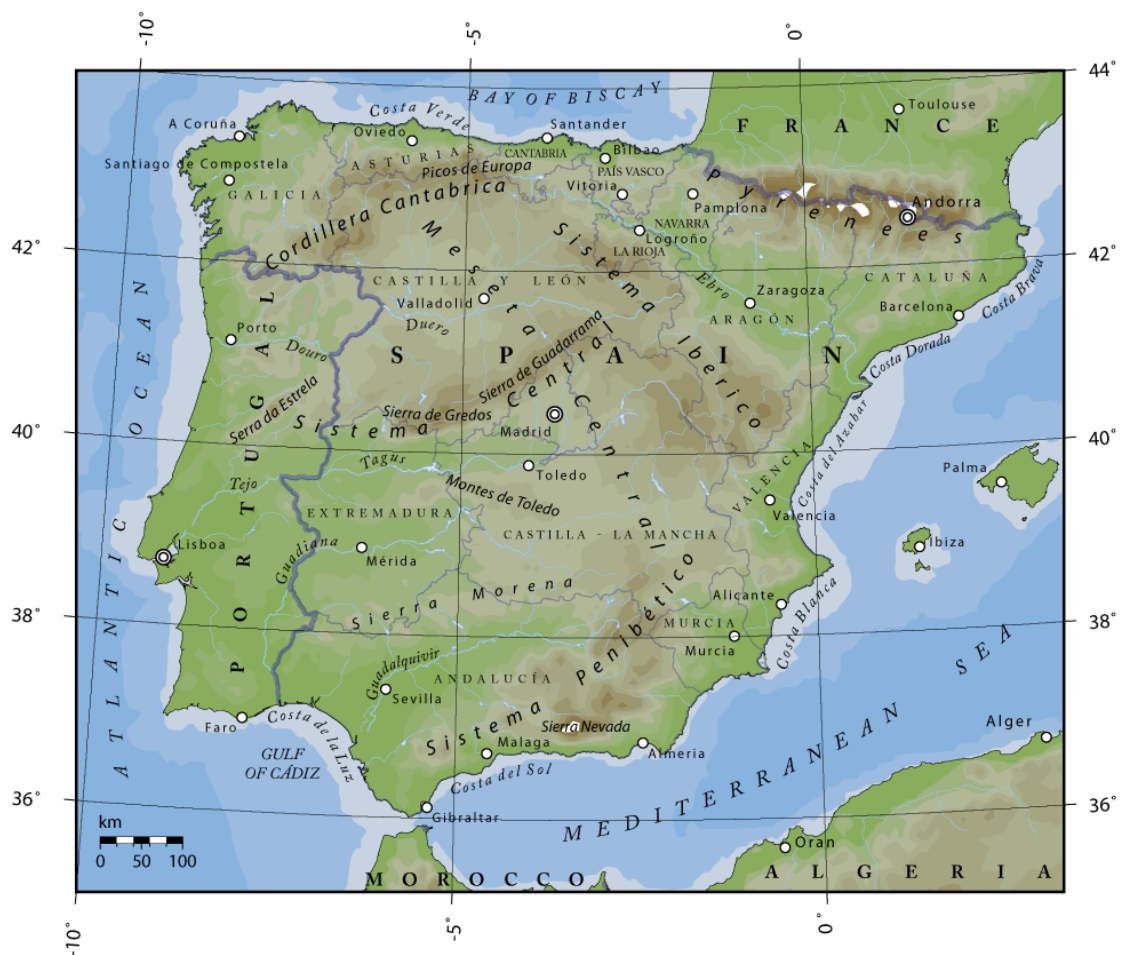 -10°
-5°
0°
44°
BAY OF BISCAY
Costa Verde
A Coruña
Oviedo
Santander
Toulouse
FRANCE
Bilbao
Santiago de Compostela
ASTURIAS
CANTABRIA
Picos de Europa
PAÍS VASCO
GALICIA
Vitoria
Pamplona
Pyrenees
Andorra
Cordillera Cantabrica
NAVARRA
Logroño
LA RIOJA
42°
42°
Meseta Central
Sistema Iberico
CASTILLA Y LEÓN
Ebro
CATALUÑA
Valladolid
Zaragoza
Barcelona
Costa Brava
Duero
ARAGÓN
Porto
Douro
SPAIN
Costa Dorada
Sierra de Guadarrama
Serra da Estrela
Sistema Central
Sierra de Gredos
Madrid
40°
40°
PORTUGAL
ATLANTIC OCEAN
Tagus
Toledo
Tejo
Montes de Toledo
VALENCIA
Costa del Azahar
Palma
Valencia
EXTREMADURA
CASTILLA - LA MANCHA
Lisboa
Guadiana
Mérida
Ibiza
Sierra Morena
Alicante
Costa Blanca
38°
38°
MURCIA
Murcia
Sistema Penibético
Guadalquivir
ANDALUCÍA
Sevilla
MEDITERRANEAN SEA
Faro
Costa de la Luz
Sierra Nevada
Malaga
Almeria
Alger
GULF
OF CÁDIZ
Costa del Sol
36°
36°
Gibraltar
km
0 50 100
Oran
MOROCCO
ALGERIA
-10°
-5°
0°